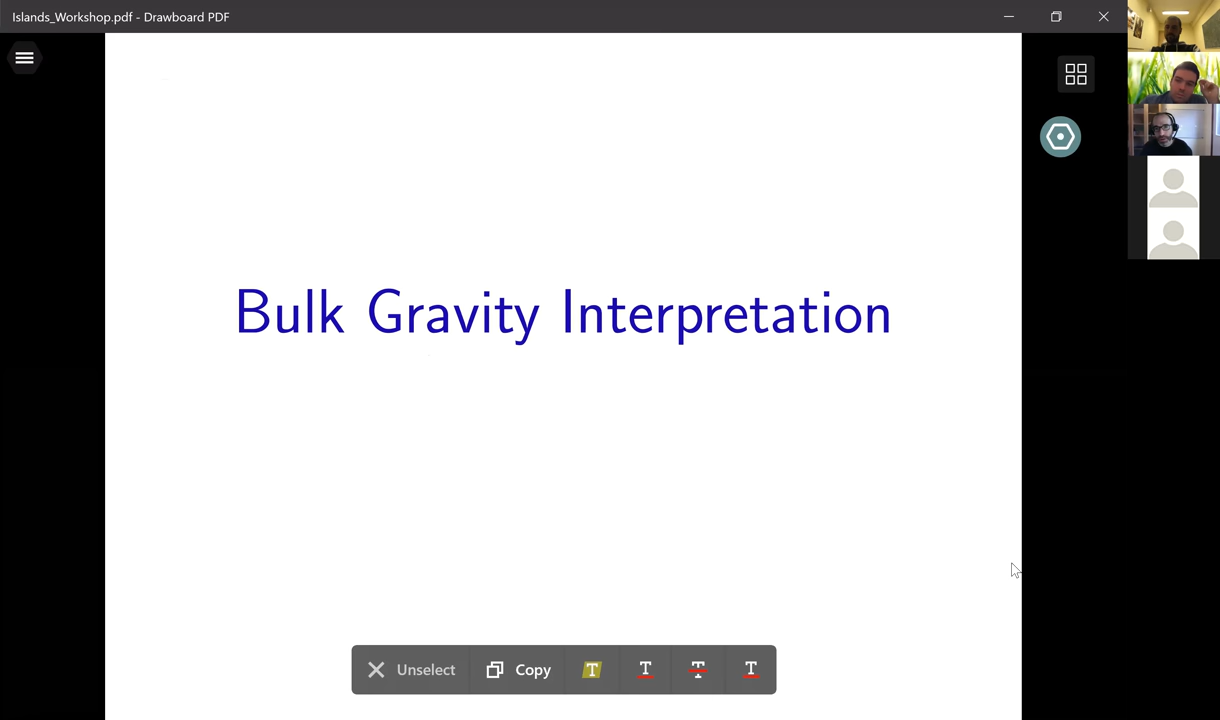 Islands_Workshop.pdf - Drawboard PDF
Bulk Gravity Interpretation
Unselect Copy T T T T